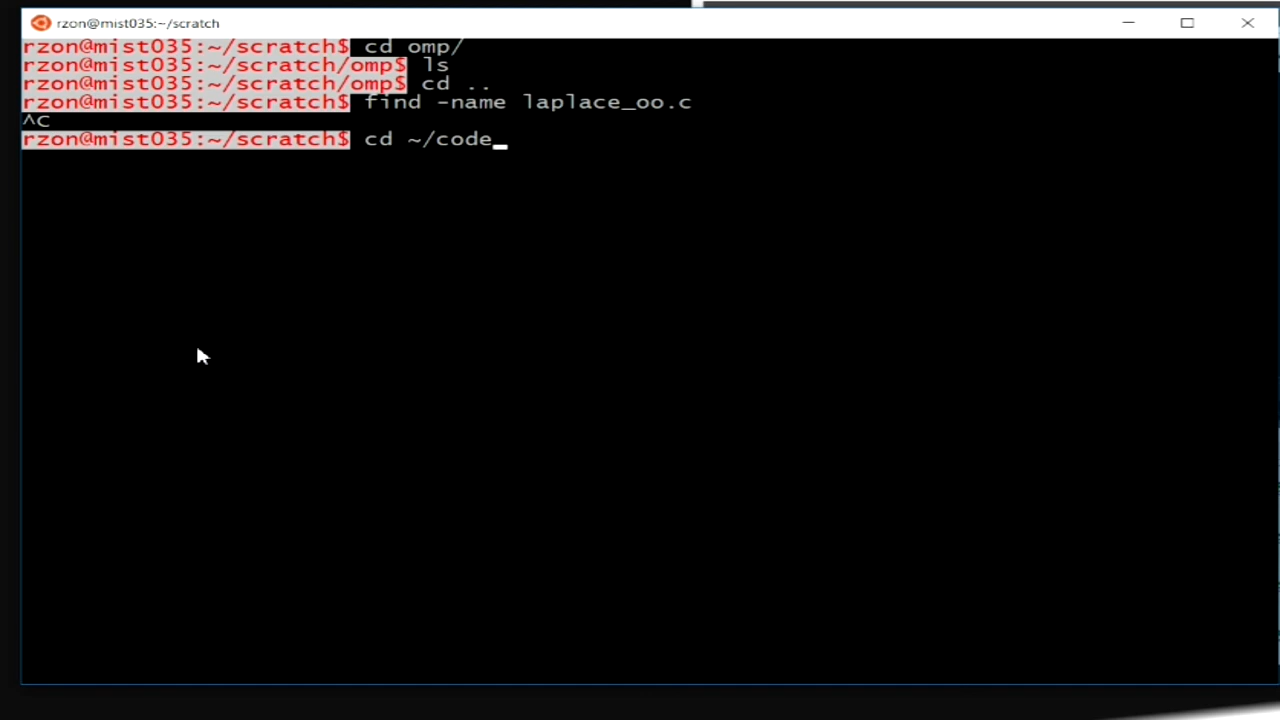 rzon@mist035:~/scratch
rzon@mist035:~/scratch$ cd omp/
rzon@mist035:~/scratch/omp$ ls
rzon@mist035:~/scratch/omp$ cd ..
rzon@mist035:~/scratch$ find -name laplace_oo.c
^C
rzon@mist035:~/scratch$ cd ~/code